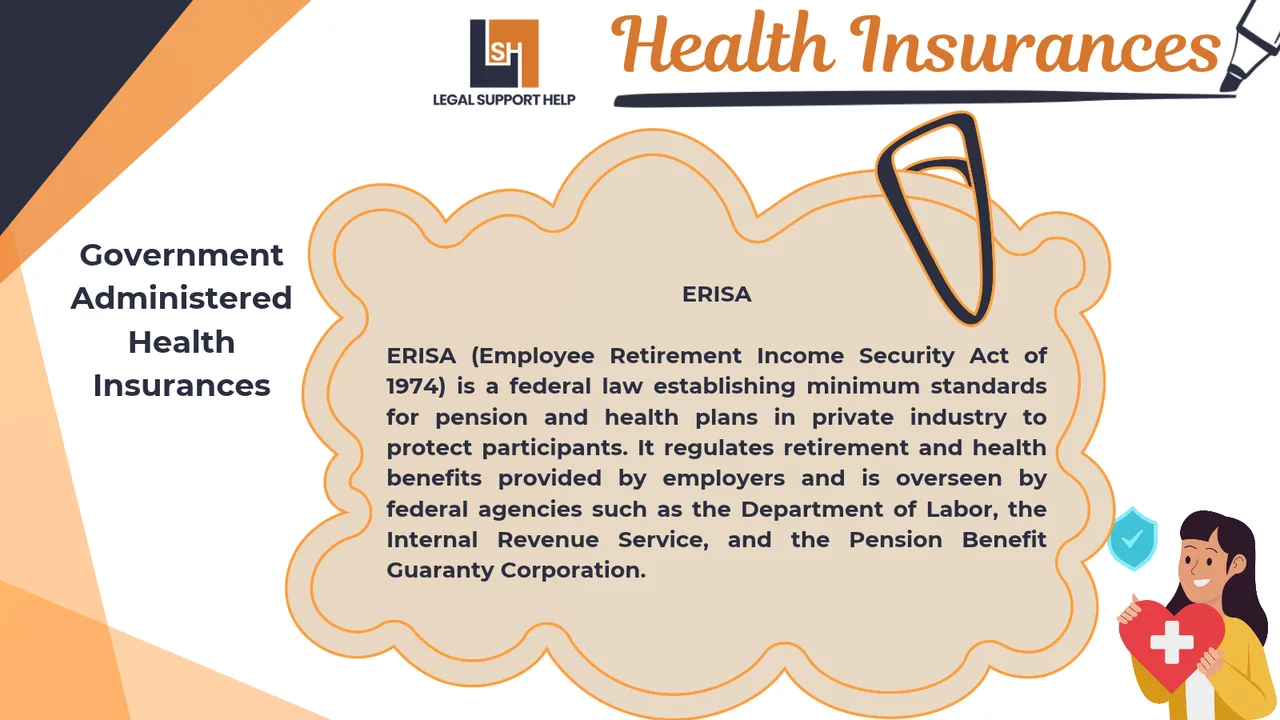 LSH
LEGAL SUPPORT HELP
Health Insurances
Government
Administered
Health
Insurances
ERISA
ERISA (Employee Retirement Income Security Act of
1974) is a federal law establishing minimum standards
for pension and health plans in private industry to
protect participants. It regulates retirement and health
benefits provided by employers and is overseen by
federal agencies such as the Department of Labor, the
Internal Revenue Service, and the Pension Benefit
Guaranty Corporation.